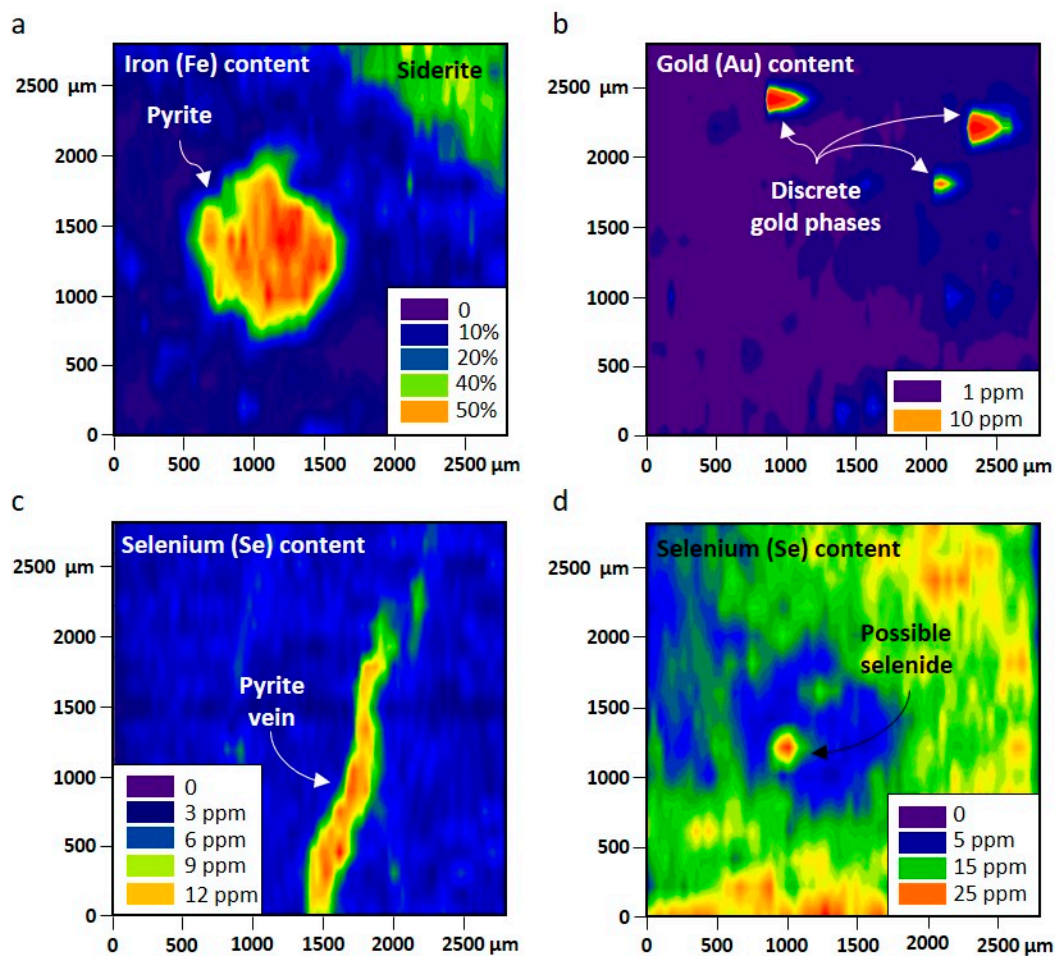 a
Iron (Fe) content
Siderite
Pyrite
2500 µm
2000
1500
1000
500
0
0
10%
20%
40%
50%
0 500 1000 1500 2000 2500 µm
b
Gold (Au) content
Discrete
gold phases
2500 µm
2000
1500
1000
500
0
1 ppm
10 ppm
0 500 1000 1500 2000 2500 µm
c
Selenium (Se) content
Pyrite
vein
2500 µm
2000
1500
1000
500
0
0
3 ppm
6 ppm
9 ppm
12 ppm
0 500 1000 1500 2000 2500 µm
d
Selenium (Se) content
Possible
selenide
2500 µm
2000
1500
1000
500
0
0
5 ppm
15 ppm
25 ppm
0 500 1000 1500 2000 2500 µm